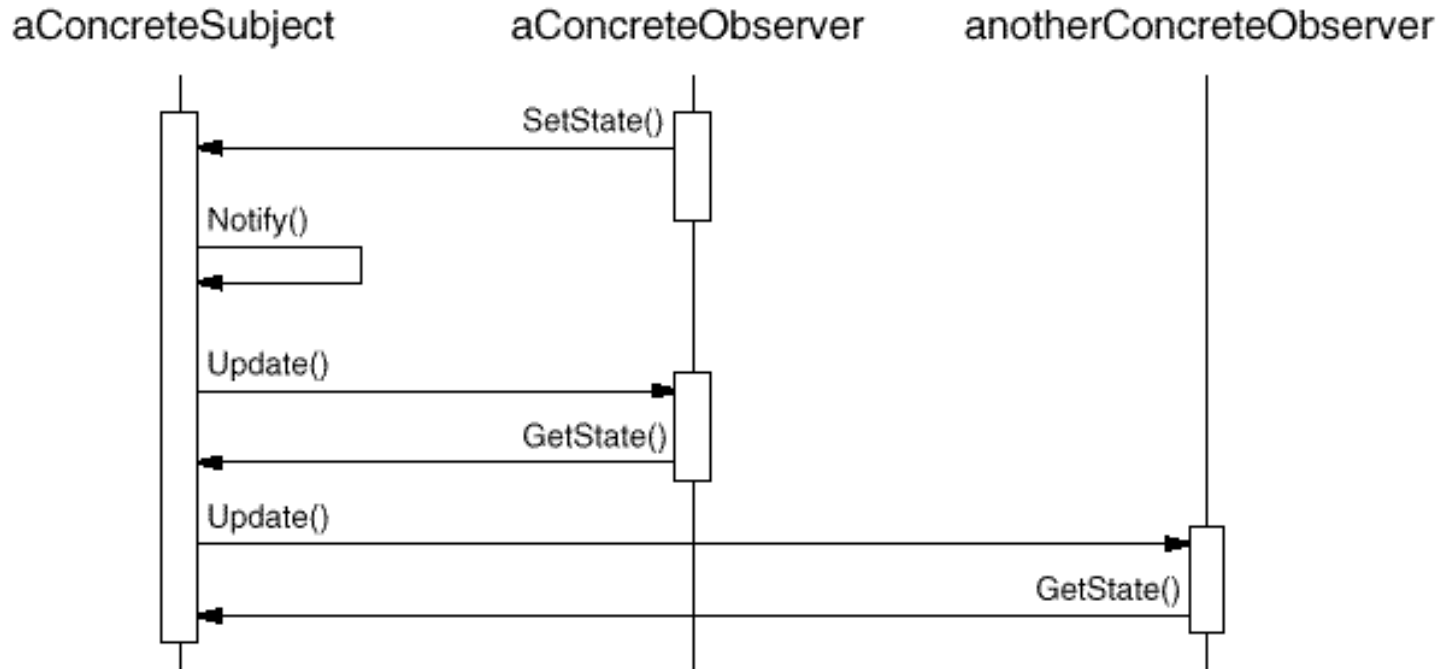 aConcreteSubject
aConcreteObserver
anotherConcreteObserver
SetState()
Notify()
Update()
GetState()
Update()
GetState()